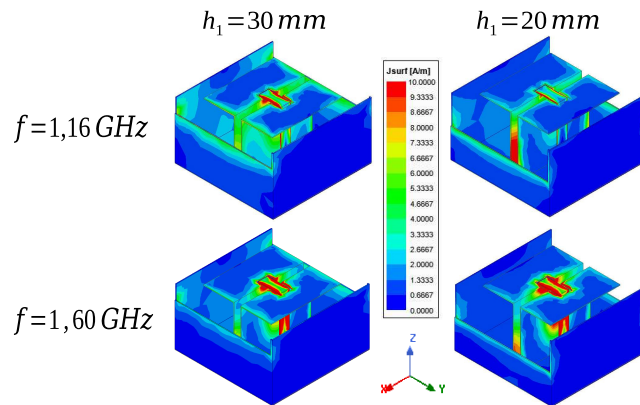 h₁=30 mm
h₁=20 mm
Jsurf [A/m]
10.0000
9.3333
8.6667
8.0000
7.3333
6.6667
6.0000
5.3333
4.6667
4.0000
3.3333
2.6667
2.0000
1.3333
0.6667
0.0000
f=1,16 GHz
f=1,60 GHz
Z
X
Y